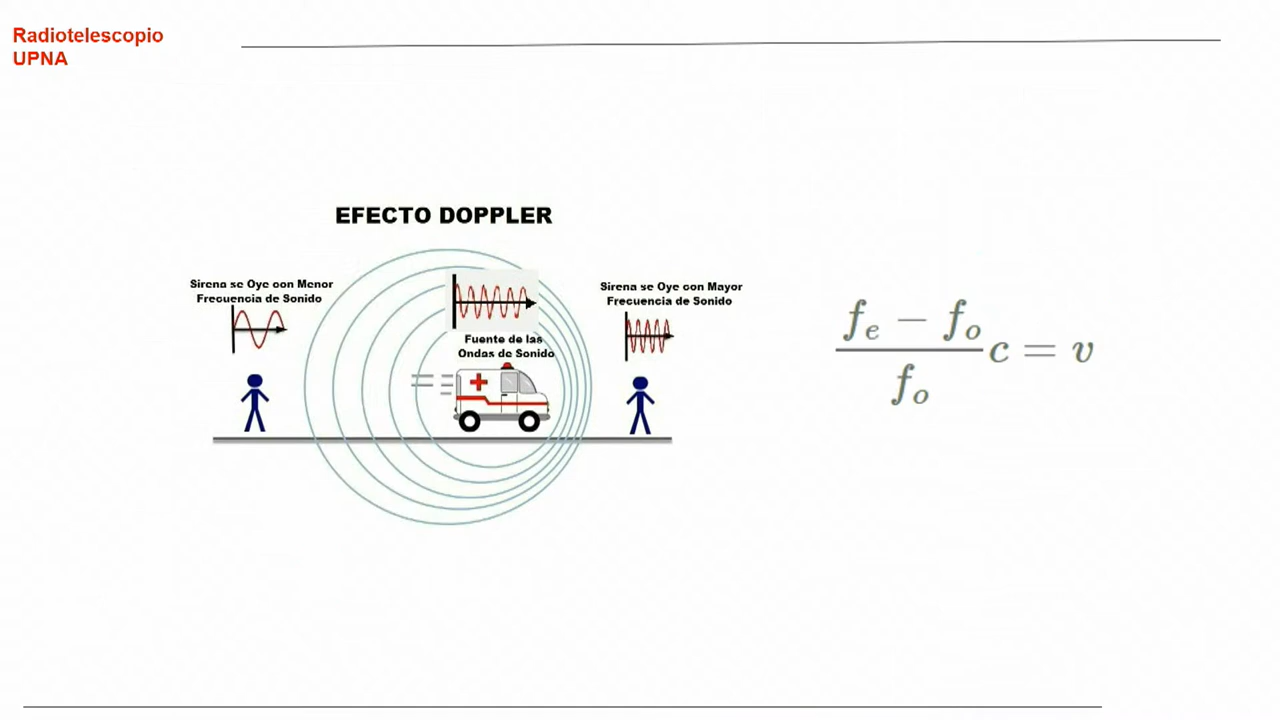 Radiotelescopio
UPNA
EFECTO DOPPLER
Sirena se Oye con Menor
Frecuencia de Sonido
Fuente de las
Ondas de Sonido
Sirena se Oye con Mayor
Frecuencia de Sonido
fe − fo
fo
c = v